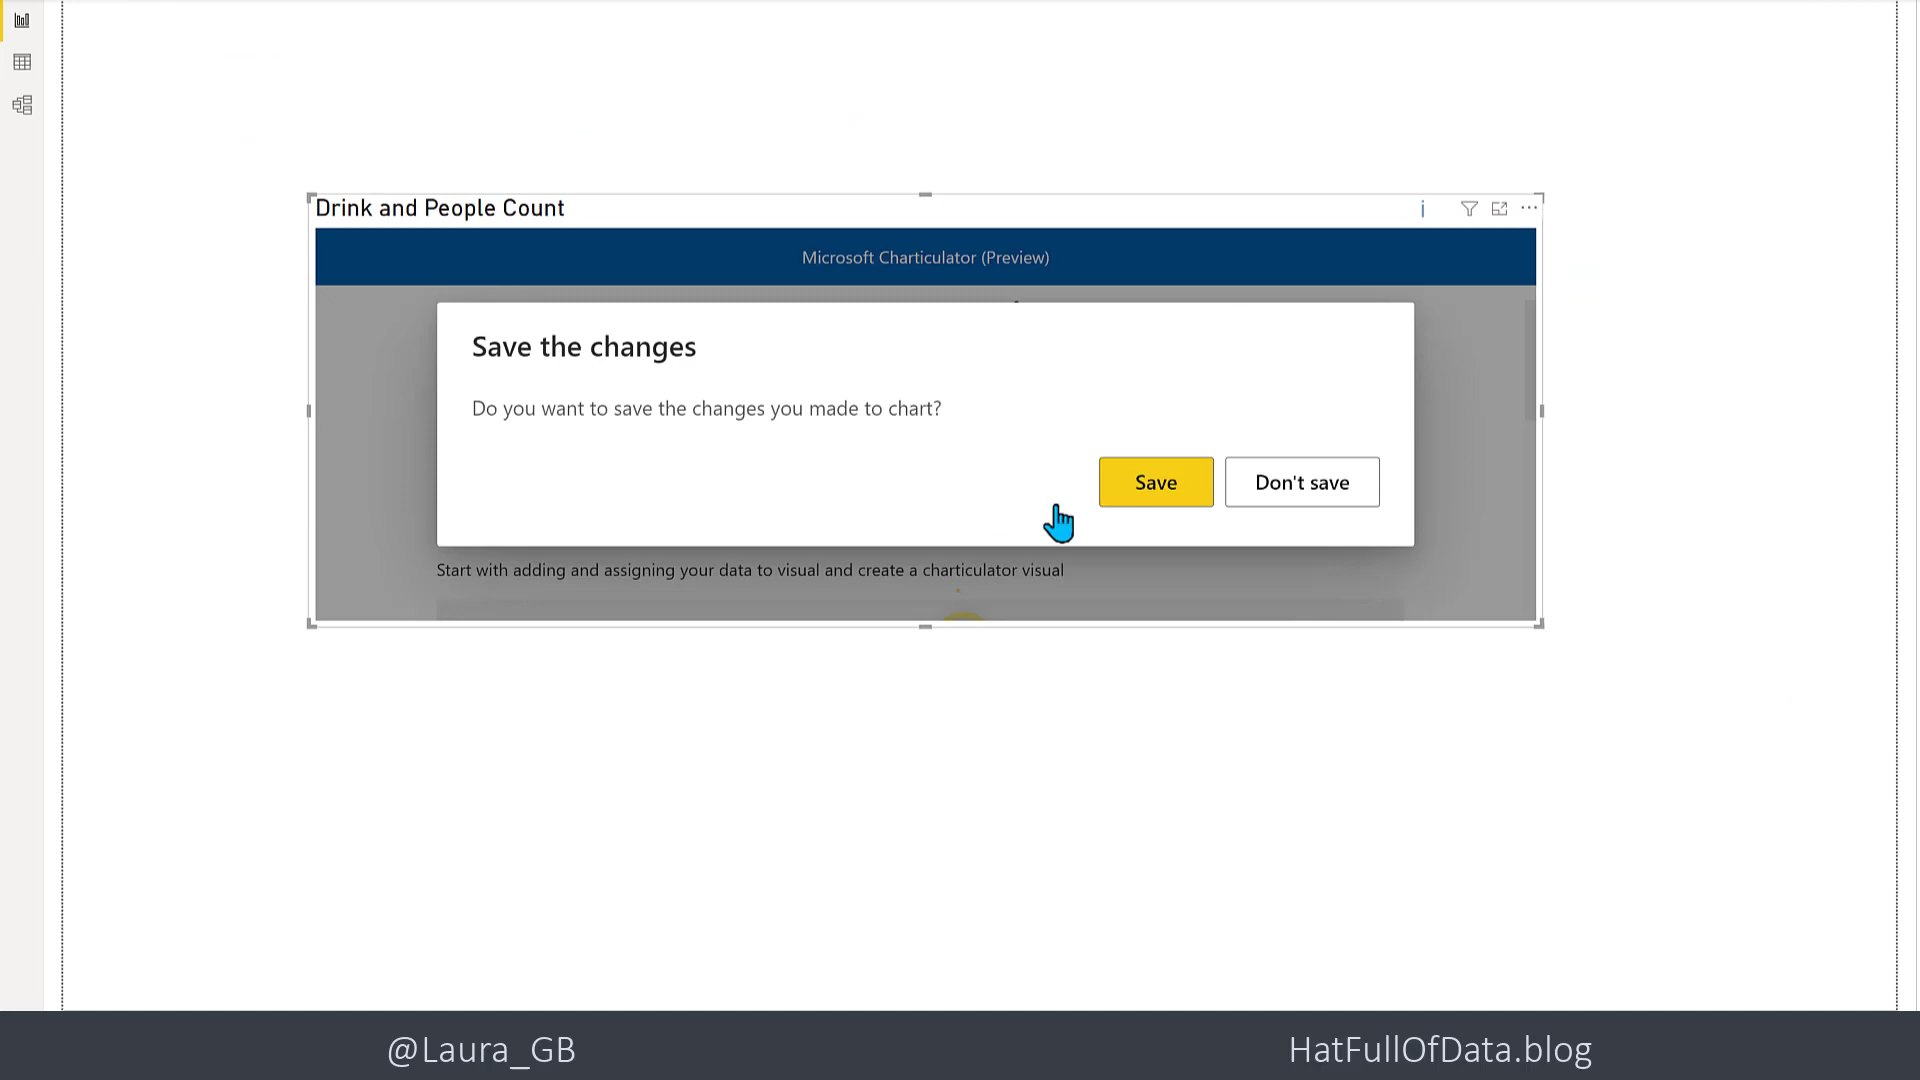 Drink and People Count
Microsoft Charticulator (Preview)
Save the changes
Do you want to save the changes you made to chart?
Save
Don't save
Start with adding and assigning your data to visual and create a charticulator visual
@Laura_GB
HatFullOfData.blog